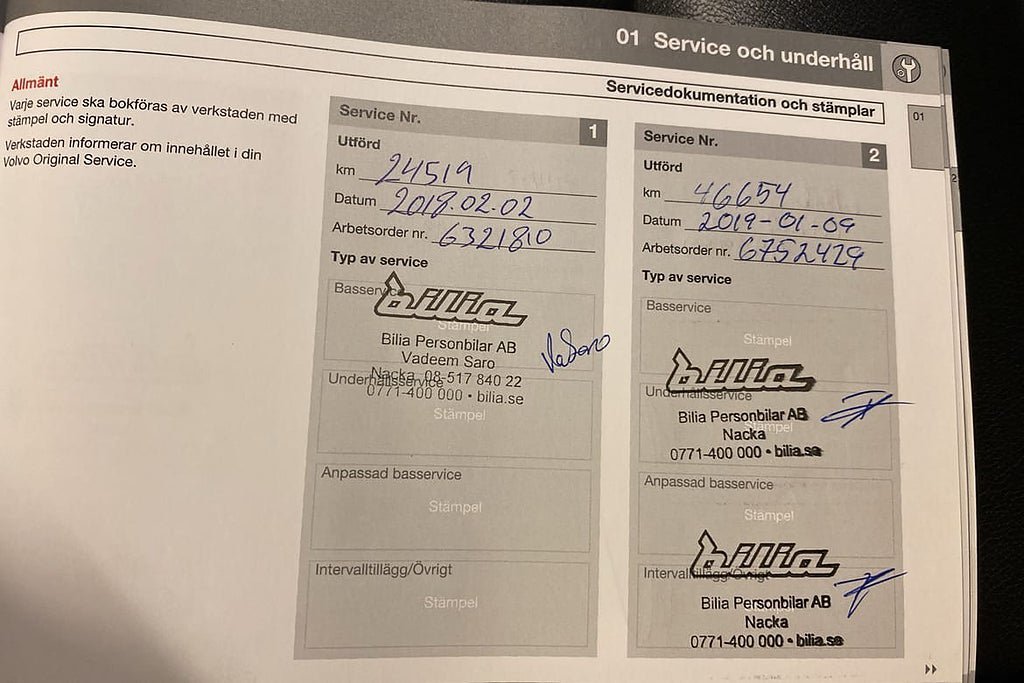 01 Service och underhåll
Servicedokumentation och stämplar
01
2
Allmänt
Varje service ska bokföras av verkstaden med
stämpel och signatur.
Verkstaden informerar om innehållet i din
Volvo Original Service.
Service Nr. 1
Utförd
km 24519
Datum 2018.02.02
Arbetsorder nr. 6321810
Typ av service
Basservice
bilia
Stämpel
Bilia Personbilar AB
Vadeem Saro
Nacka 08-517 840 22
Underhållsservice
0771-400 000 • bilia.se
Stämpel
Anpassad basservice
Stämpel
Intervalltillägg/Övrigt
Stämpel
Service Nr. 2
Utförd
km 46654
Datum 2019-01-09
Arbetsorder nr. 6752429
Typ av service
Basservice
Stämpel
bilia
Underhållsservice
Bilia Personbilar AB
Stämpel
Nacka
0771-400 000 • bilia.se
Anpassad basservice
Stämpel
bilia
Intervalltillägg/Övrigt
Bilia Personbilar AB
Nacka
0771-400 000 • bilia.se